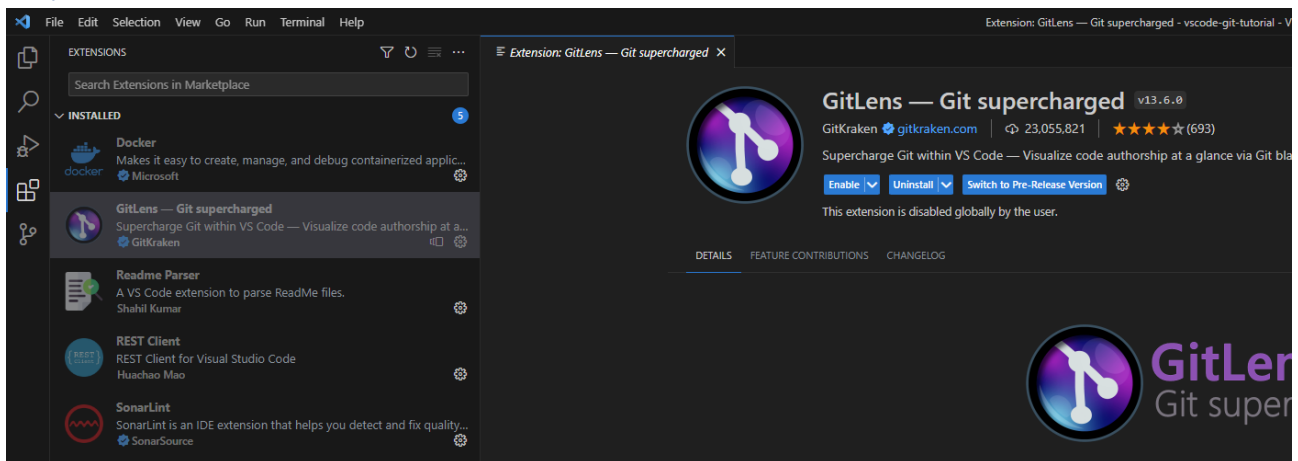 File Edit Selection View Go Run Terminal Help
Extension: GitLens — Git supercharged - vscode-git-tutorial - V
EXTENSIONS
Search Extensions in Marketplace
INSTALLED
5
Docker
Makes it easy to create, manage, and debug containerized applic...
Microsoft
docker
GitLens — Git supercharged
Supercharge Git within VS Code — Visualize code authorship at a...
GitKraken
Readme Parser
A VS Code extension to parse ReadMe files.
Shahil Kumar
REST Client
REST Client for Visual Studio Code
Huachao Mao
{REST}
SonarLint
SonarLint is an IDE extension that helps you detect and fix quality...
SonarSource
Extension: GitLens — Git supercharged
GitLens — Git supercharged v13.6.0
GitKraken gitkraken.com 23,055,821 (693)
Supercharge Git within VS Code — Visualize code authorship at a glance via Git bla
Enable Uninstall Switch to Pre-Release Version
This extension is disabled globally by the user.
DETAILS FEATURE CONTRIBUTIONS CHANGELOG
GitLen
Git super